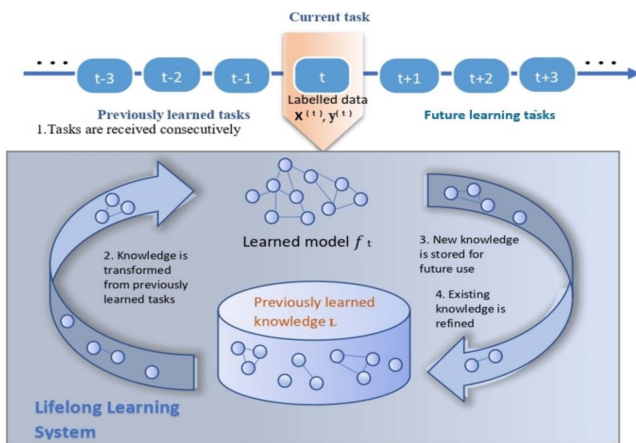 Current task
• • •
t-3
t-2
t-1
t
t+1
t+2
t+3
• • •
Previously learned tasks
Labelled data
x⁽ᵗ⁾, y⁽ᵗ⁾
Future learning tasks
1.Tasks are received consecutively
Learned model f t
2. Knowledge is
transformed
from previously
learned tasks
3. New knowledge
is stored for
future use
4. Existing
knowledge is
refined
Previously learned
knowledge L
Lifelong Learning
System